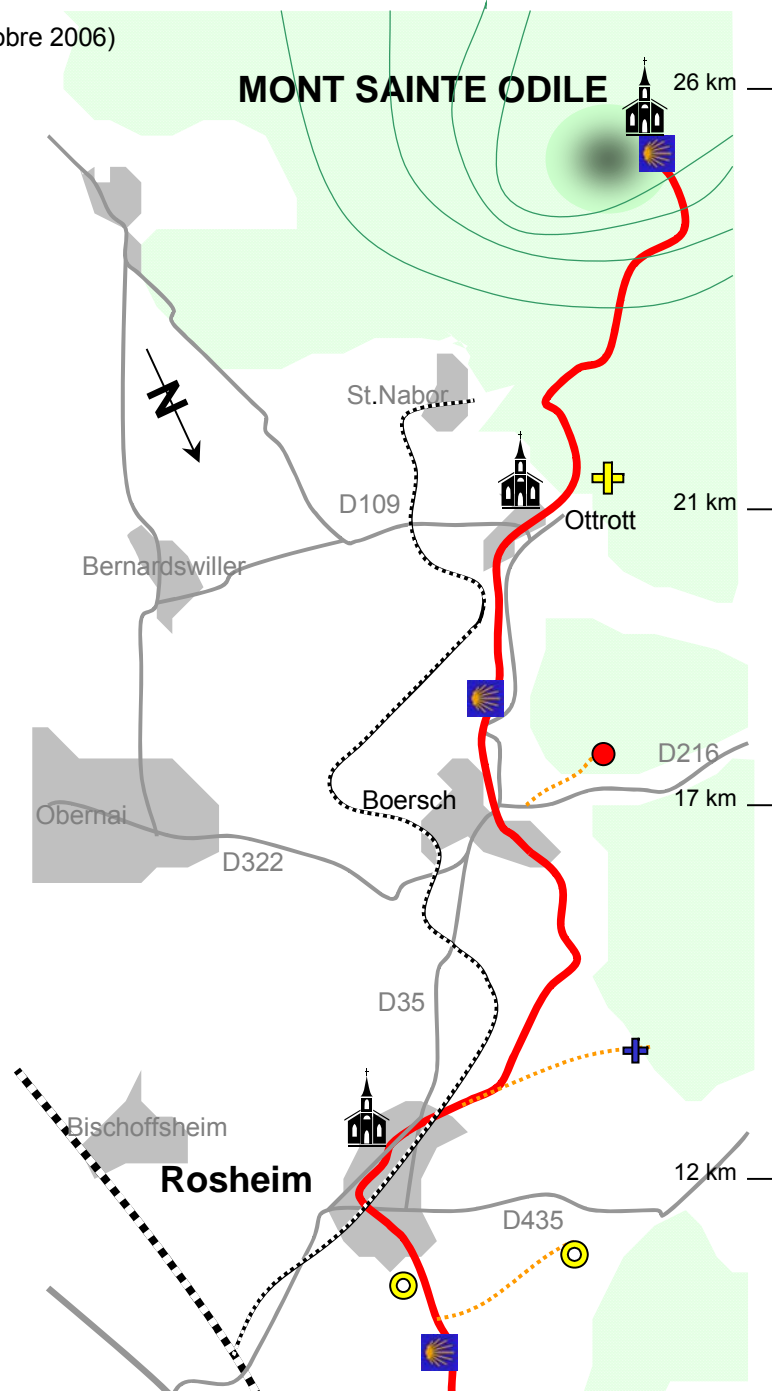 obre 2006)
MONT SAINTE ODILE
26 km
N
St.Nabor
D109
21 km
Ottrott
Bernardswiller
D216
17 km
Boersch
Obernai
D322
D35
Bischoffsheim
Rosheim
12 km
D435